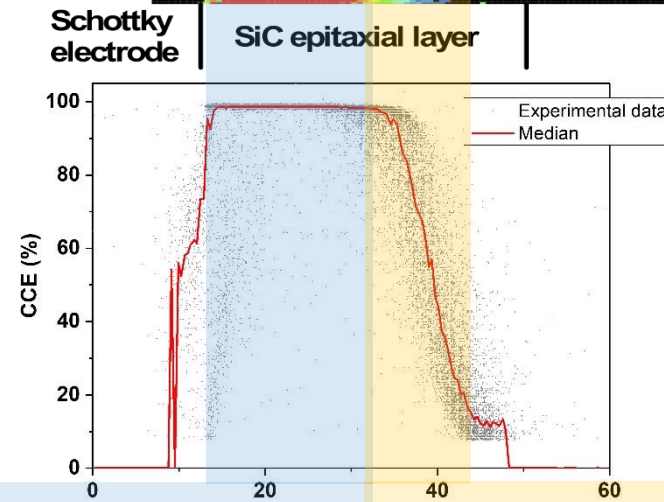 Schottky
electrode
SiC epitaxial layer
Experimental data
Median
CCE (%)
100
80
60
40
20
0
0
20
40
60